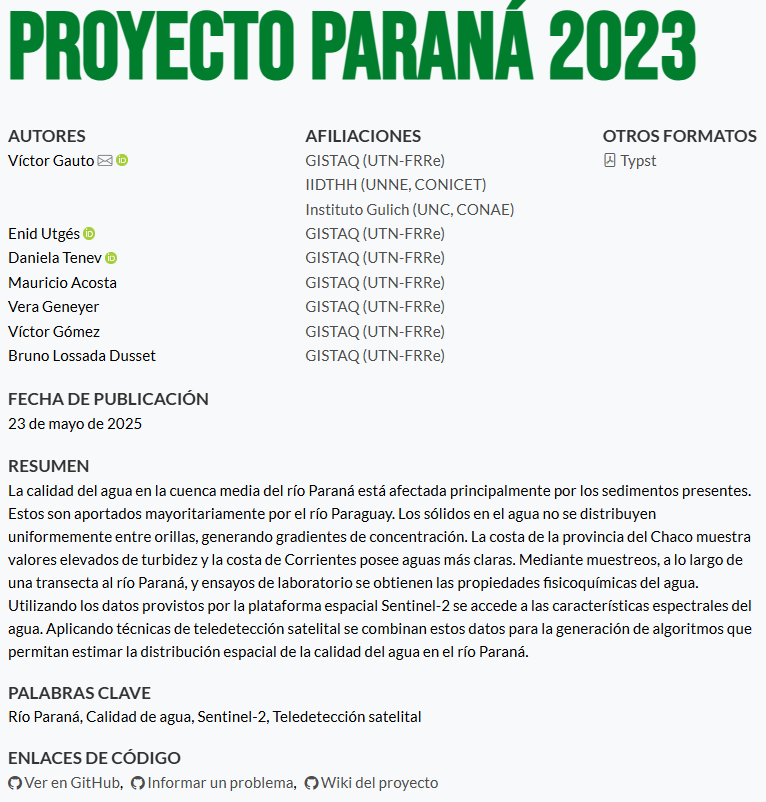 PROYECTO PARANÁ 2023
AUTORES AFILIACIONES OTROS FORMATOS
Víctor Gauto GISTAQ (UTN-FRRe) Typst
IIDTHH (UNNE, CONICET)
Instituto Gulich (UNC, CONAE)
Enid Utgés GISTAQ (UTN-FRRe)
Daniela Tenev GISTAQ (UTN-FRRe)
Mauricio Acosta GISTAQ (UTN-FRRe)
Vera Geneyer GISTAQ (UTN-FRRe)
Víctor Gómez GISTAQ (UTN-FRRe)
Bruno Lossada Dusset GISTAQ (UTN-FRRe)
FECHA DE PUBLICACIÓN
23 de mayo de 2025
RESUMEN
La calidad del agua en la cuenca media del río Paraná está afectada principalmente por los sedimentos presentes.
Estos son aportados mayoritariamente por el río Paraguay. Los sólidos en el agua no se distribuyen
uniformemente entre orillas, generando gradientes de concentración. La costa de la provincia del Chaco muestra
valores elevados de turbidez y la costa de Corrientes posee aguas más claras. Mediante muestreos, a lo largo de
una transecta al río Paraná, y ensayos de laboratorio se obtienen las propiedades fisicoquímicas del agua.
Utilizando los datos provistos por la plataforma espacial Sentinel-2 se accede a las características espectrales del
agua. Aplicando técnicas de teledetección satelital se combinan estos datos para la generación de algoritmos que
permitan estimar la distribución espacial de la calidad del agua en el río Paraná.
PALABRAS CLAVE
Río Paraná, Calidad de agua, Sentinel-2, Teledetección satelital
ENLACES DE CÓDIGO
Ver en GitHub, Informar un problema, Wiki del proyecto